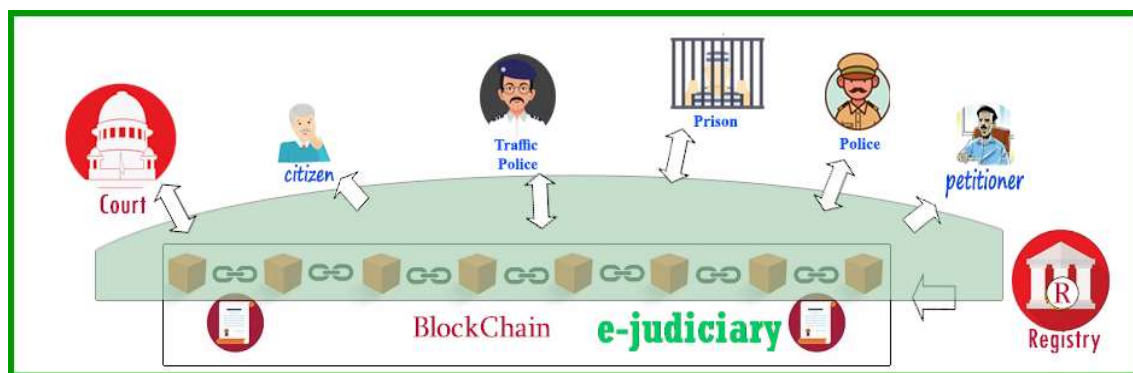 Court
citizen
Traffic
Police
Prison
Police
petitioner
BlockChain
e-judiciary
R
Registry